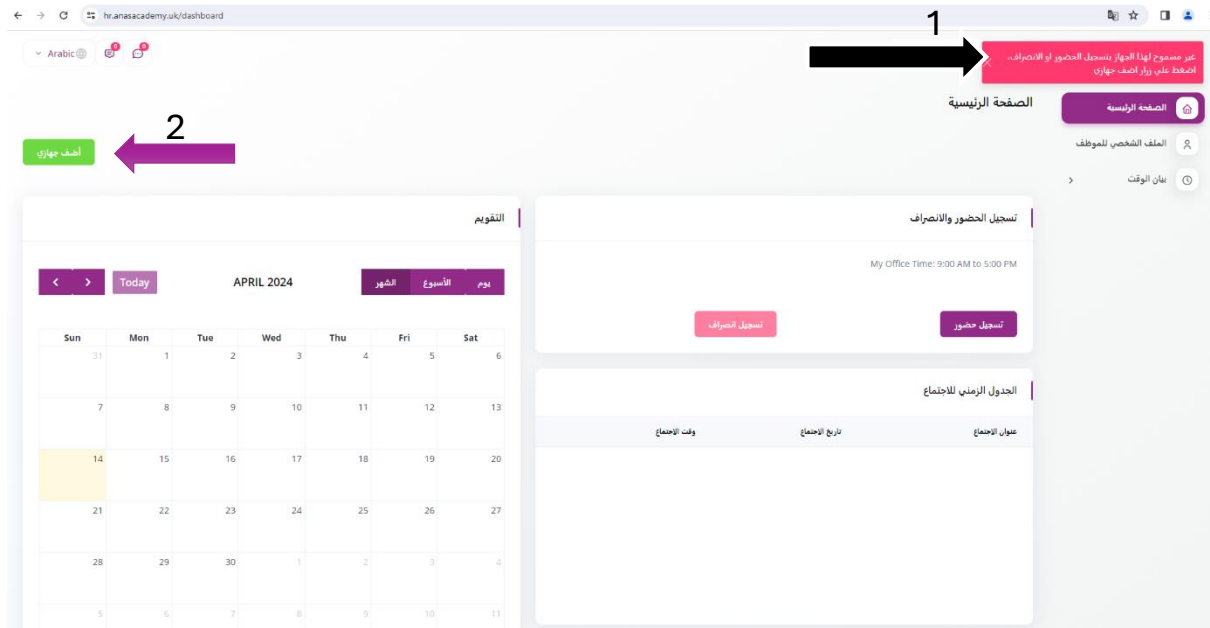 hr.anasacademy.uk/dashboard
1
Arabic
0
0
غير مسموح لهذا الجهاز بتسجيل الحضور او الانصراف،
اضغط على زرار اضف جهازي
الصفحة الرئيسية
الصفحة الرئيسية
الملف الشخصي للموظف
بيان الوقت
2
أضف جهازي
تسجيل الحضور والانصراف
My Office Time: 9:00 AM to 5:00 PM
تسجيل حضور
تسجيل انصراف
التقويم
Today
APRIL 2024
الشهر
الأسبوع
يوم
Sun Mon Tue Wed Thu Fri Sat
31 1 2 3 4 5 6
7 8 9 10 11 12 13
14 15 16 17 18 19 20
21 22 23 24 25 26 27
28 29 30 1 2 3 4
5 6 7 8 9 10 11
الجدول الزمني للاجتماع
عنوان الاجتماع تاريخ الاجتماع وقت الاجتماع